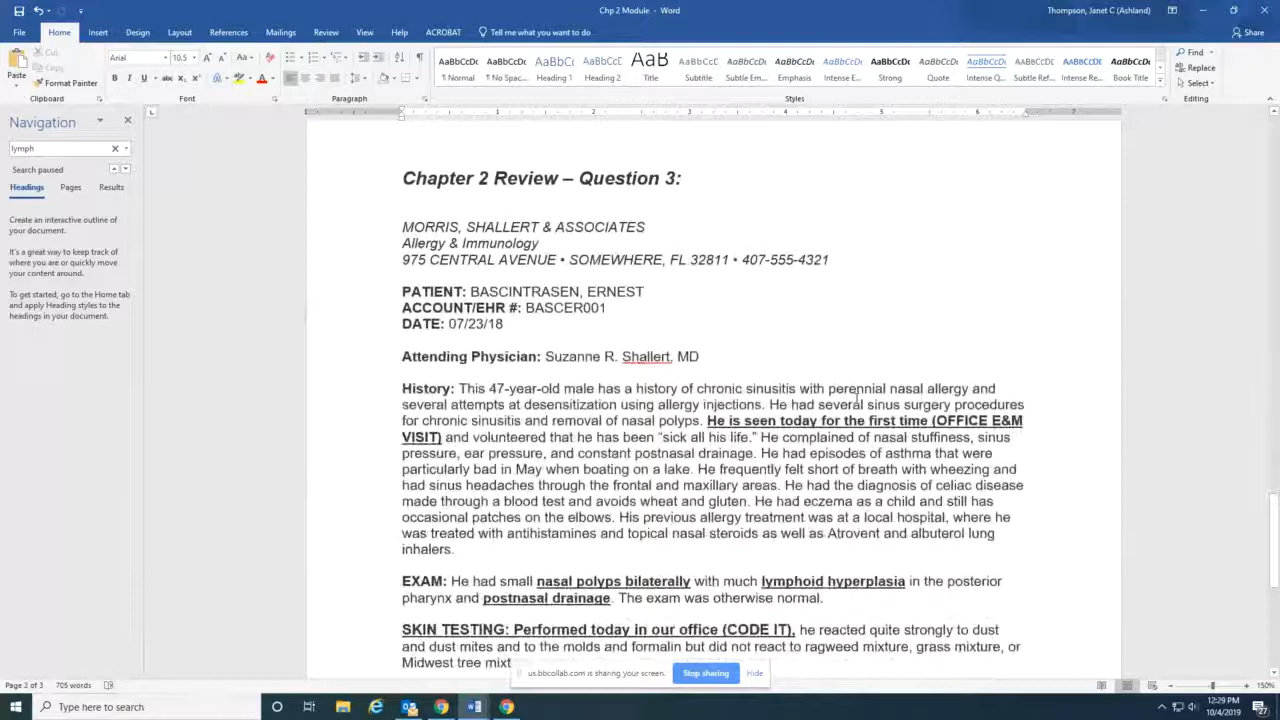 Chp 2 Module - Word
Thompson, Janet C (Ashland)
File Home Insert Design Layout References Mailings Review View Help ACROBAT Tell me what you want to do Share
Paste
Cut
Copy
Format Painter
Arial 10.5
AaBbCcDc AaBbCcDc AaBbCc AaBbCc AaB AaBbCcDc AaBbCcDc AaBbCcDc AaBbCcDc AaBbCcDc AaBbCcDc AaBbCcDc AaBbCcDc AaBbCcDc AaBbCcDc
¶ Normal ¶ No Spac... Heading 1 Heading 2 Title Subtitle Subtle Em... Emphasis Intense E... Strong Quote Intense Q... Subtle Ref... Intense Re... Book Title
Find
Replace
Select
Clipboard Font Paragraph Styles Editing
Navigation
lymph
Search paused
Headings Pages Results
Create an interactive outline of
your document.
It's a great way to keep track of
where you are or quickly move
your content around.
To get started, go to the Home tab
and apply Heading styles to the
headings in your document.
1 2 3 4 5 6 7
Chapter 2 Review – Question 3:
MORRIS, SHALLERT & ASSOCIATES
Allergy & Immunology
975 CENTRAL AVENUE • SOMEWHERE, FL 32811 • 407-555-4321
PATIENT: BASCINTRASEN, ERNEST
ACCOUNT/EHR #: BASCER001
DATE: 07/23/18
Attending Physician: Suzanne R. Shallert, MD
History: This 47-year-old male has a history of chronic sinusitis with perennial nasal allergy and
several attempts at desensitization using allergy injections. He had several sinus surgery procedures
for chronic sinusitis and removal of nasal polyps. He is seen today for the first time (OFFICE E&M
VISIT) and volunteered that he has been “sick all his life.” He complained of nasal stuffiness, sinus
pressure, ear pressure, and constant postnasal drainage. He had episodes of asthma that were
particularly bad in May when boating on a lake. He frequently felt short of breath with wheezing and
had sinus headaches through the frontal and maxillary areas. He had the diagnosis of celiac disease
made through a blood test and avoids wheat and gluten. He had eczema as a child and still has
occasional patches on the elbows. His previous allergy treatment was at a local hospital, where he
was treated with antihistamines and topical nasal steroids as well as Atrovent and albuterol lung
inhalers.
EXAM: He had small nasal polyps bilaterally with much lymphoid hyperplasia in the posterior
pharynx and postnasal drainage. The exam was otherwise normal.
SKIN TESTING: Performed today in our office (CODE IT), he reacted quite strongly to dust
and dust mites and to the molds and formalin but did not react to ragweed mixture, grass mixture, or
Midwest tree mixt
us.bbcollab.com is sharing your screen. Stop sharing Hide
Page 2 of 3 705 words 150%
Type here to search
12:29 PM
10/4/2019
27